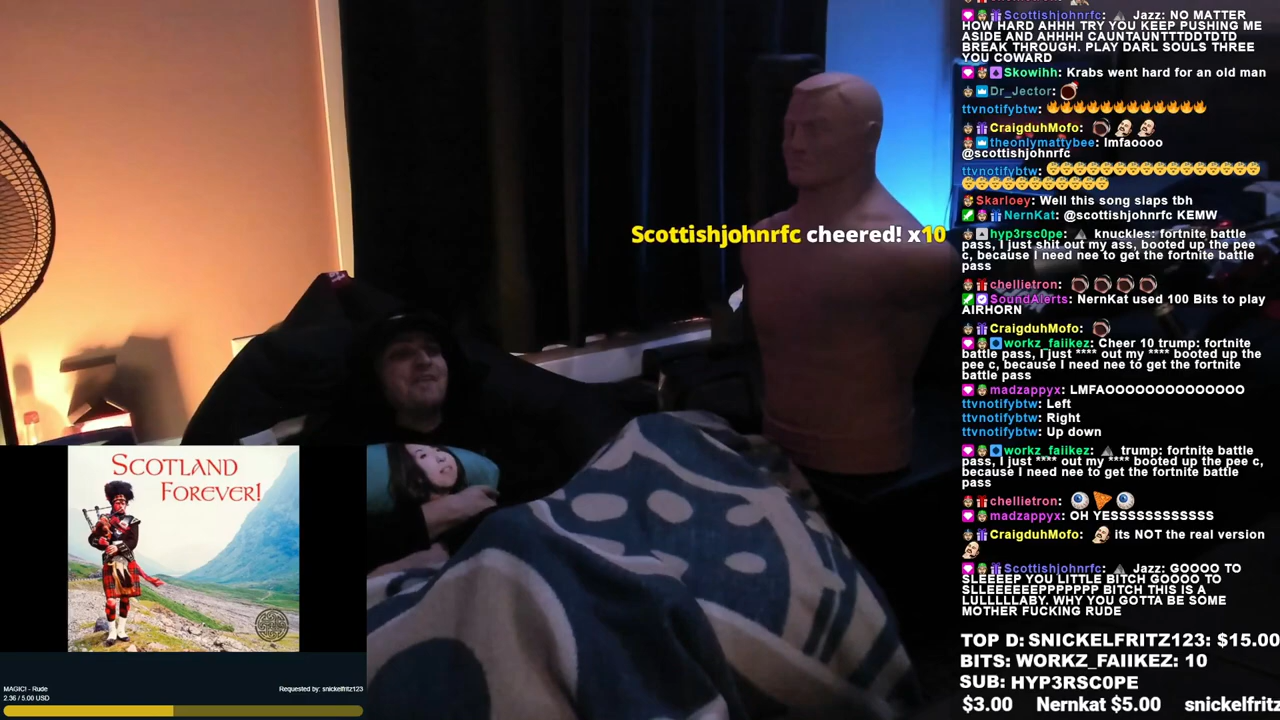 Scottishjohnrfc: Jazz: NO MATTER
HOW HARD AHHH TRY YOU KEEP PUSHING ME
ASIDE AND AHHHH CAUNTAUNTTTDDTDTD
BREAK THROUGH. PLAY DARL SOULS THREE
YOU COWARD
Skowihh: Krabs went hard for an old man
Dr_Jector:
ttvnotifybtw:
CraigduhMofo:
theonlymattybee: lmfaoooo
@scottishjohnrfc
ttvnotifybtw:
Skarloey: Well this song slaps tbh
NernKat: @scottishjohnrfc KEMW
hyp3rsc0pe: knuckles: fortnite battle
pass, I just shit out my ass, booted up the pee
c, because I need nee to get the fortnite battle
pass
chellietron:
SoundAlerts: NernKat used 100 Bits to play
AIRHORN
CraigduhMofo:
workz_faiikez: Cheer 10 trump: fortnite
battle pass, I just **** out my **** booted up the
pee c, because I need nee to get the fortnite
battle pass
madzappyx: LMFAOOOOOOOOOOOOOO
ttvnotifybtw: Left
ttvnotifybtw: Right
ttvnotifybtw: Up down
workz_faiikez: trump: fortnite battle
pass, I just **** out my **** booted up the pee c,
because I need nee to get the fortnite battle
pass
chellietron:
madzappyx: OH YESSSSSSSSSSSS
CraigduhMofo: its NOT the real version
Scottishjohnrfc: Jazz: GOOOO TO
SLEEEEP YOU LITTLE BITCH GOOOO TO
SLLEEEEEEPPPPPPP BITCH THIS IS A
LULLLLLABY. WHY YOU GOTTA BE SOME
MOTHER FUCKING RUDE
TOP D: SNICKELFRITZ123: $15.00
BITS: WORKZ_FAIIKEZ: 10
SUB: HYP3RSC0PE
$3.00 Nernkat $5.00 snickelfritz
Scottishjohnrfc cheered! x10
SCOTLAND
FOREVER!
MAGIC! - Rude
Requested by: snickelfritz123
2.36 / 5.00 USD